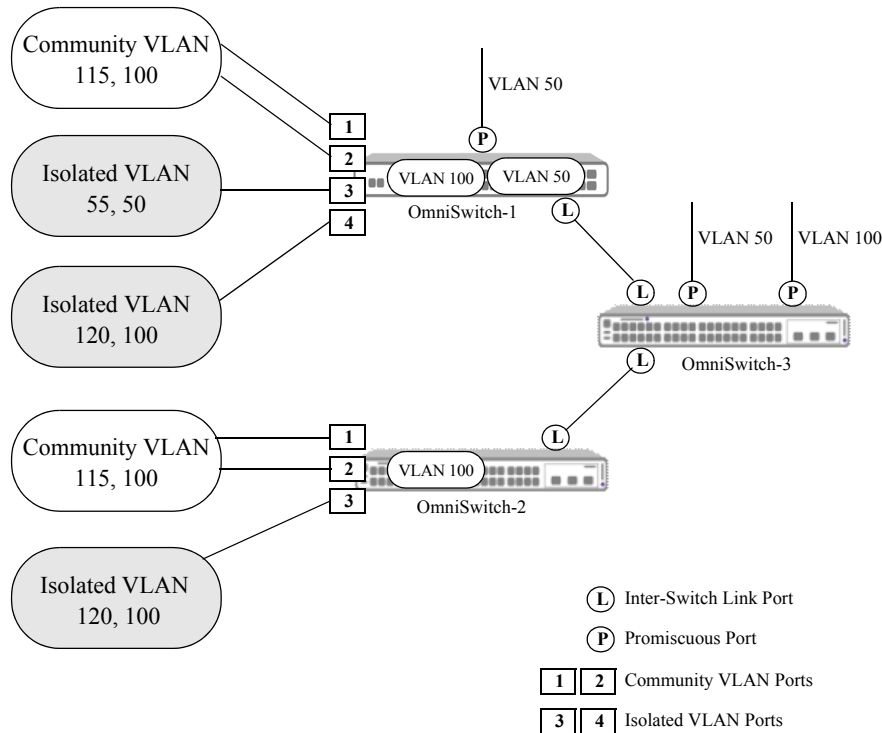 Community VLAN
115, 100
VLAN 50
1
P
2
Isolated VLAN
55, 50
3
VLAN 100
VLAN 50
4
OmniSwitch-1
L
VLAN 50
VLAN 100
Isolated VLAN
120, 100
L
P
P
L
OmniSwitch-3
Community VLAN
115, 100
1
L
2
VLAN 100
3
OmniSwitch-2
Isolated VLAN
120, 100
L Inter-Switch Link Port
P Promiscuous Port
1 2 Community VLAN Ports
3 4 Isolated VLAN Ports